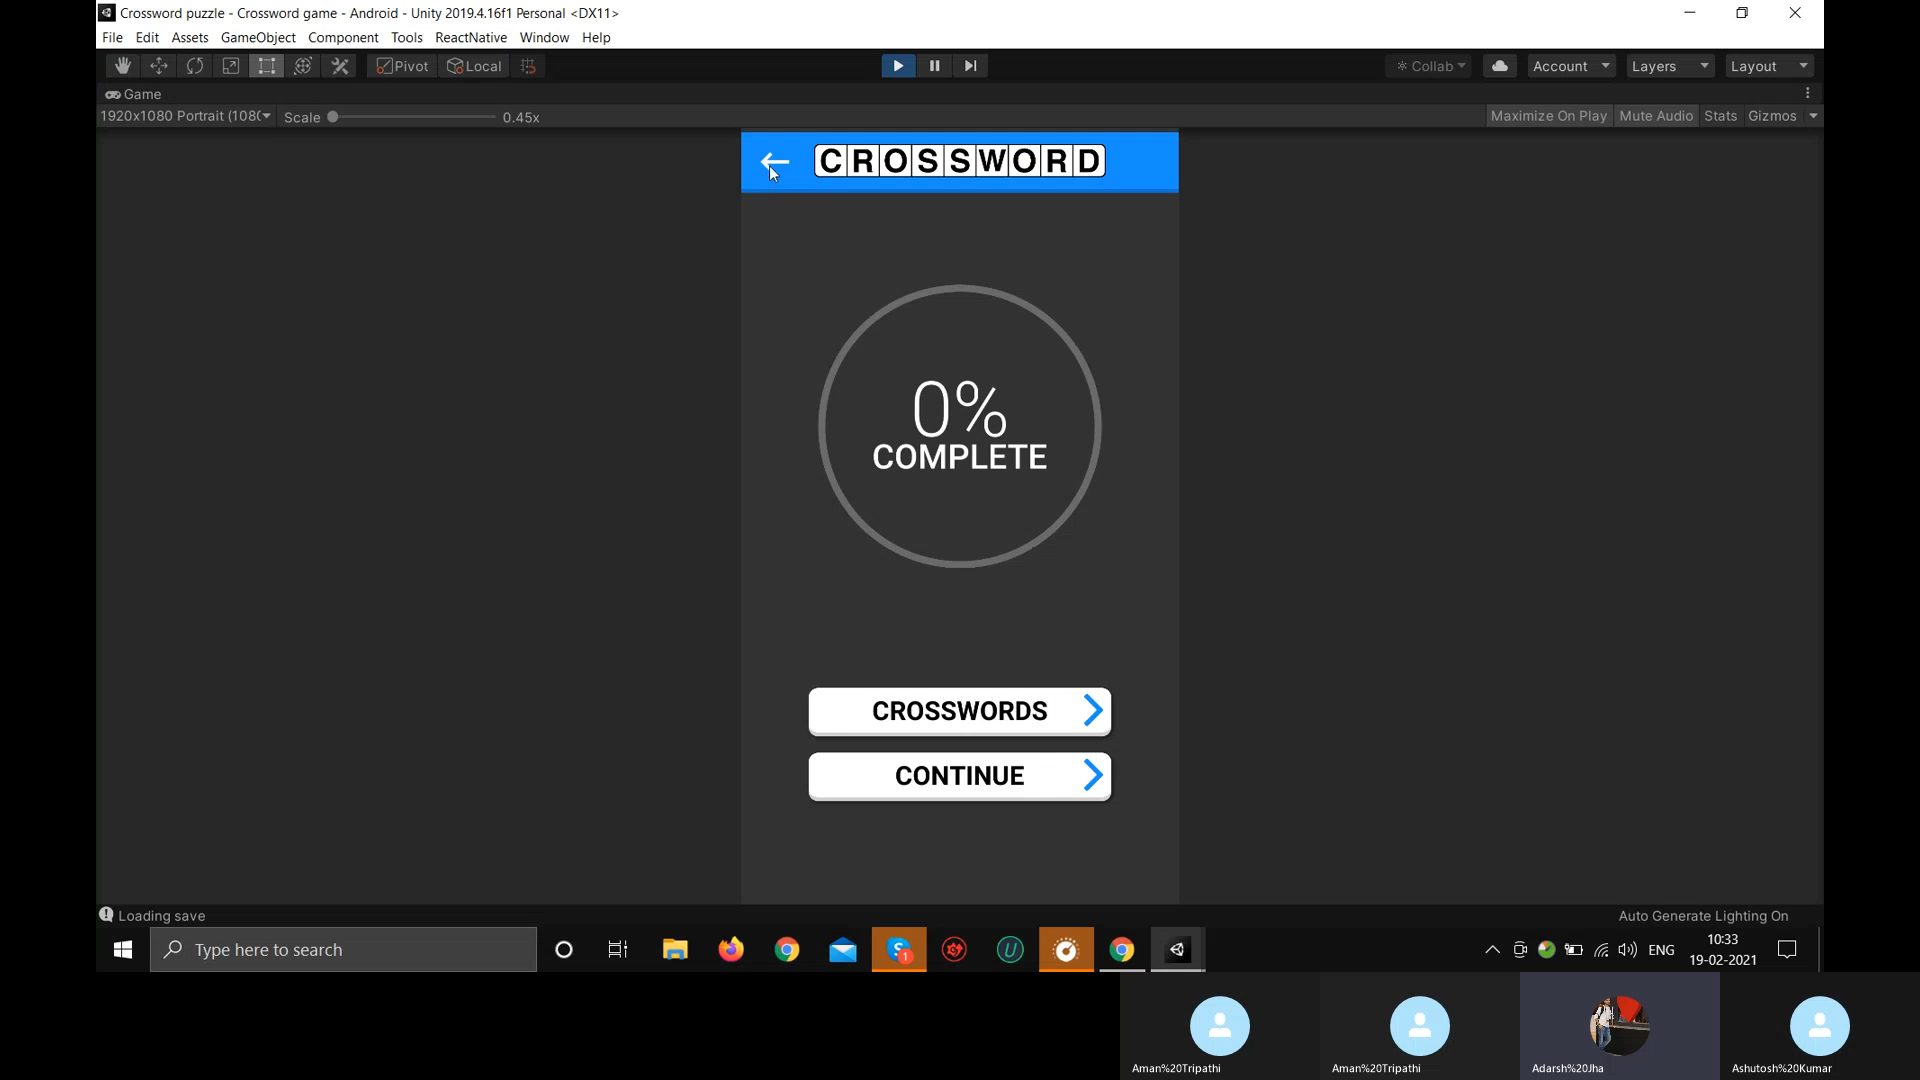 Crossword puzzle - Crossword game - Android - Unity 2019.4.16f1 Personal <DX11>
File Edit Assets GameObject Component Tools ReactNative Window Help
Pivot Local Collab Account Layers Layout
Game
1920x1080 Portrait (108( Scale 0.45x Maximize On Play Mute Audio Stats Gizmos
CROSSWORD
0%
COMPLETE
CROSSWORDS
CONTINUE
Loading save Auto Generate Lighting On
Type here to search 1 U ENG 10:33
19-02-2021
Aman%20Tripathi Aman%20Tripathi Adarsh%20Jha Ashutosh%20Kumar